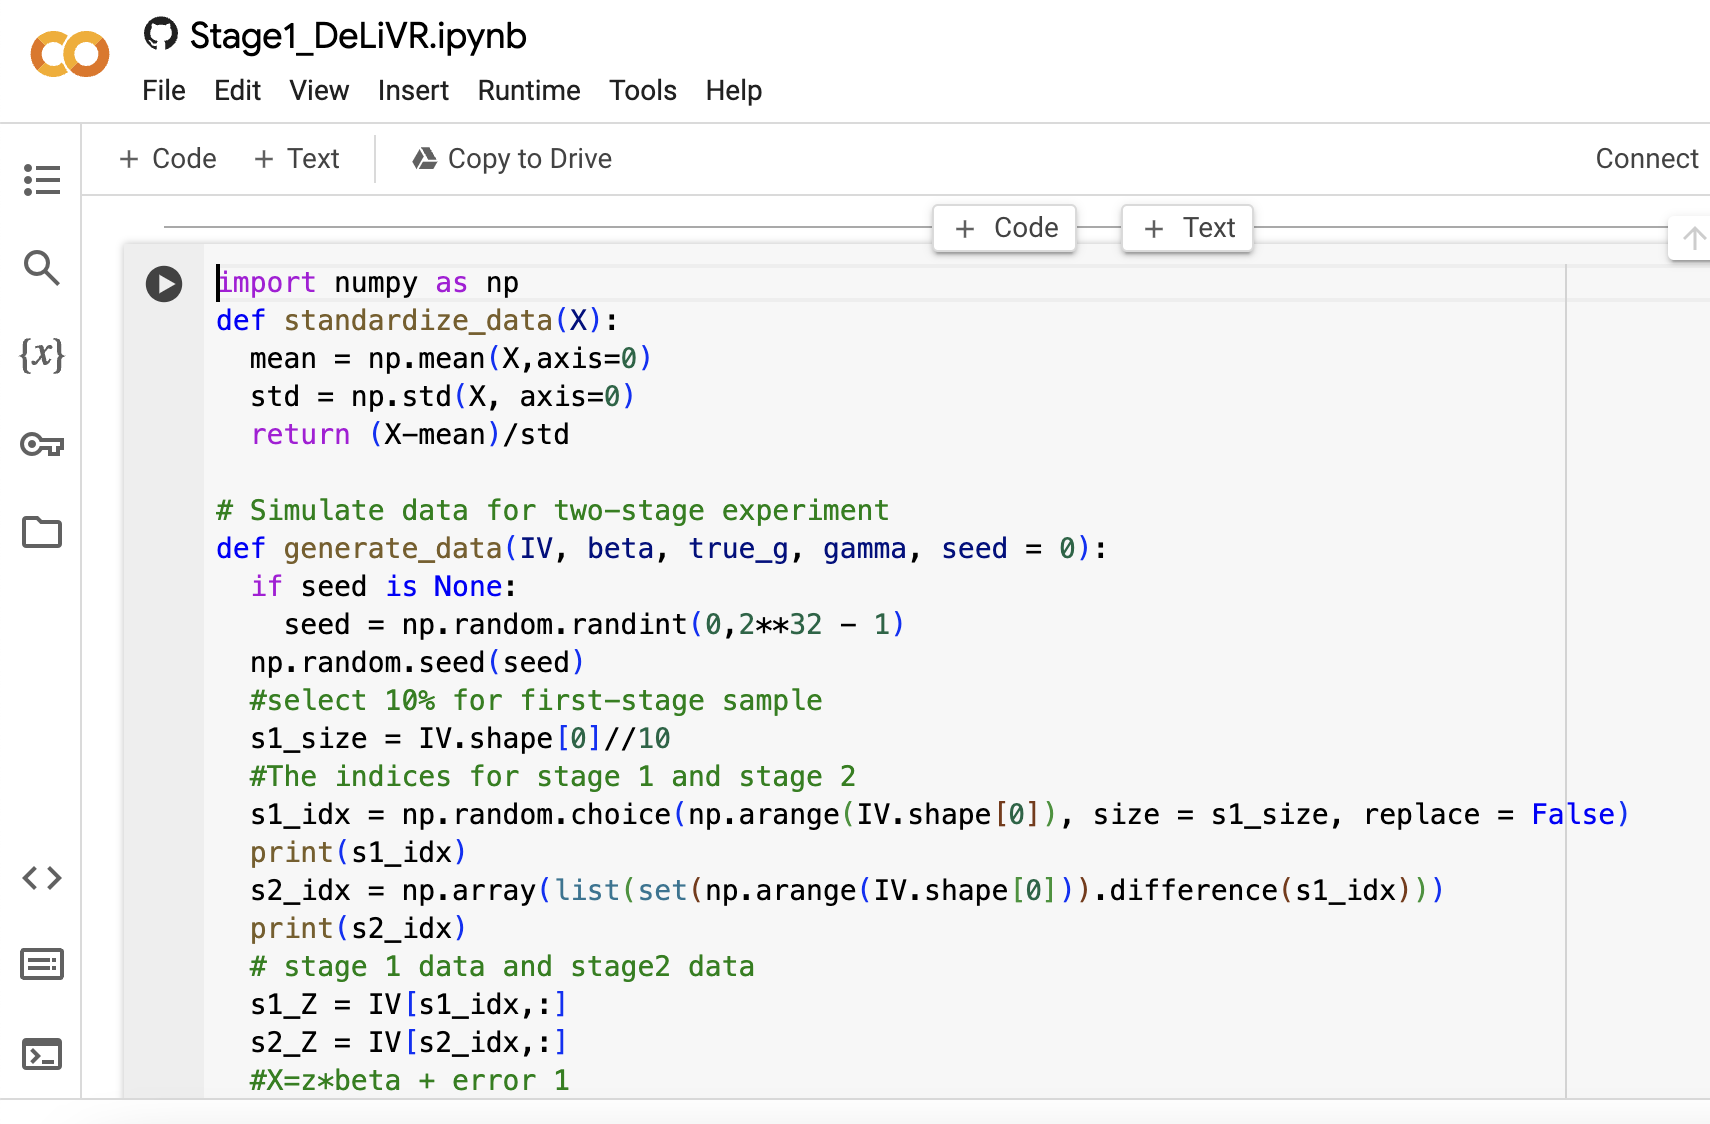 Stage1_DeLiVR.ipynb
File Edit View Insert Runtime Tools Help
+ Code + Text Copy to Drive Connect
+ Code + Text
{x}
import numpy as np
def standardize_data(X):
  mean = np.mean(X,axis=0)
  std = np.std(X, axis=0)
  return (X-mean)/std

# Simulate data for two-stage experiment
def generate_data(IV, beta, true_g, gamma, seed = 0):
  if seed is None:
    seed = np.random.randint(0,2**32 - 1)
  np.random.seed(seed)
  #select 10% for first-stage sample
  s1_size = IV.shape[0]//10
  #The indices for stage 1 and stage 2
  s1_idx = np.random.choice(np.arange(IV.shape[0]), size = s1_size, replace = False)
  print(s1_idx)
  s2_idx = np.array(list(set(np.arange(IV.shape[0])).difference(s1_idx)))
  print(s2_idx)
  # stage 1 data and stage2 data
  s1_Z = IV[s1_idx,:]
  s2_Z = IV[s2_idx,:]
  #X=z*beta + error 1